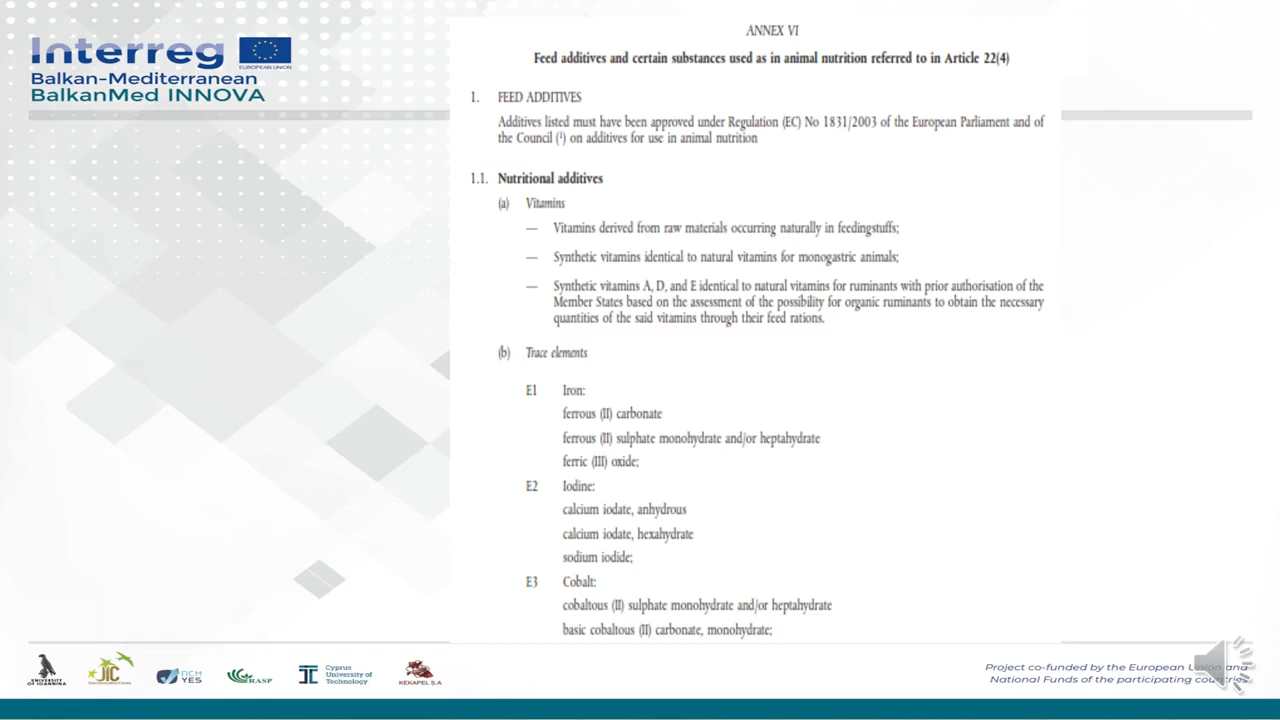 Interreg
EUROPEAN UNION
Balkan-Mediterranean
BalkanMed INNOVA
ANNEX VI
Feed additives and certain substances used as in animal nutrition referred to in Article 22(4)
1. FEED ADDITIVES
Additives listed must have been approved under Regulation (EC) No 1831/2003 of the European Parliament and of
the Council (¹) on additives for use in animal nutrition
1.1. Nutritional additives
(a) Vitamins
— Vitamins derived from raw materials occurring naturally in feedingstuffs;
— Synthetic vitamins identical to natural vitamins for monogastric animals;
— Synthetic vitamins A, D, and E identical to natural vitamins for ruminants with prior authorisation of the
Member States based on the assessment of the possibility for organic ruminants to obtain the necessary
quantities of the said vitamins through their feed rations.
(b) Trace elements
E1 Iron:
ferrous (II) carbonate
ferrous (II) sulphate monohydrate and/or heptahydrate
ferric (III) oxide;
E2 Iodine:
calcium iodate, anhydrous
calcium iodate, hexahydrate
sodium iodide;
E3 Cobalt:
cobaltous (II) sulphate monohydrate and/or heptahydrate
basic cobaltous (II) carbonate, monohydrate;
UNIVERSITY
OF IOANNINA
JIC
YES
RASP
Cyprus
University of
Technology
KEKAPEL S.A
Project co-funded by the European Union and
National Funds of the participating countries